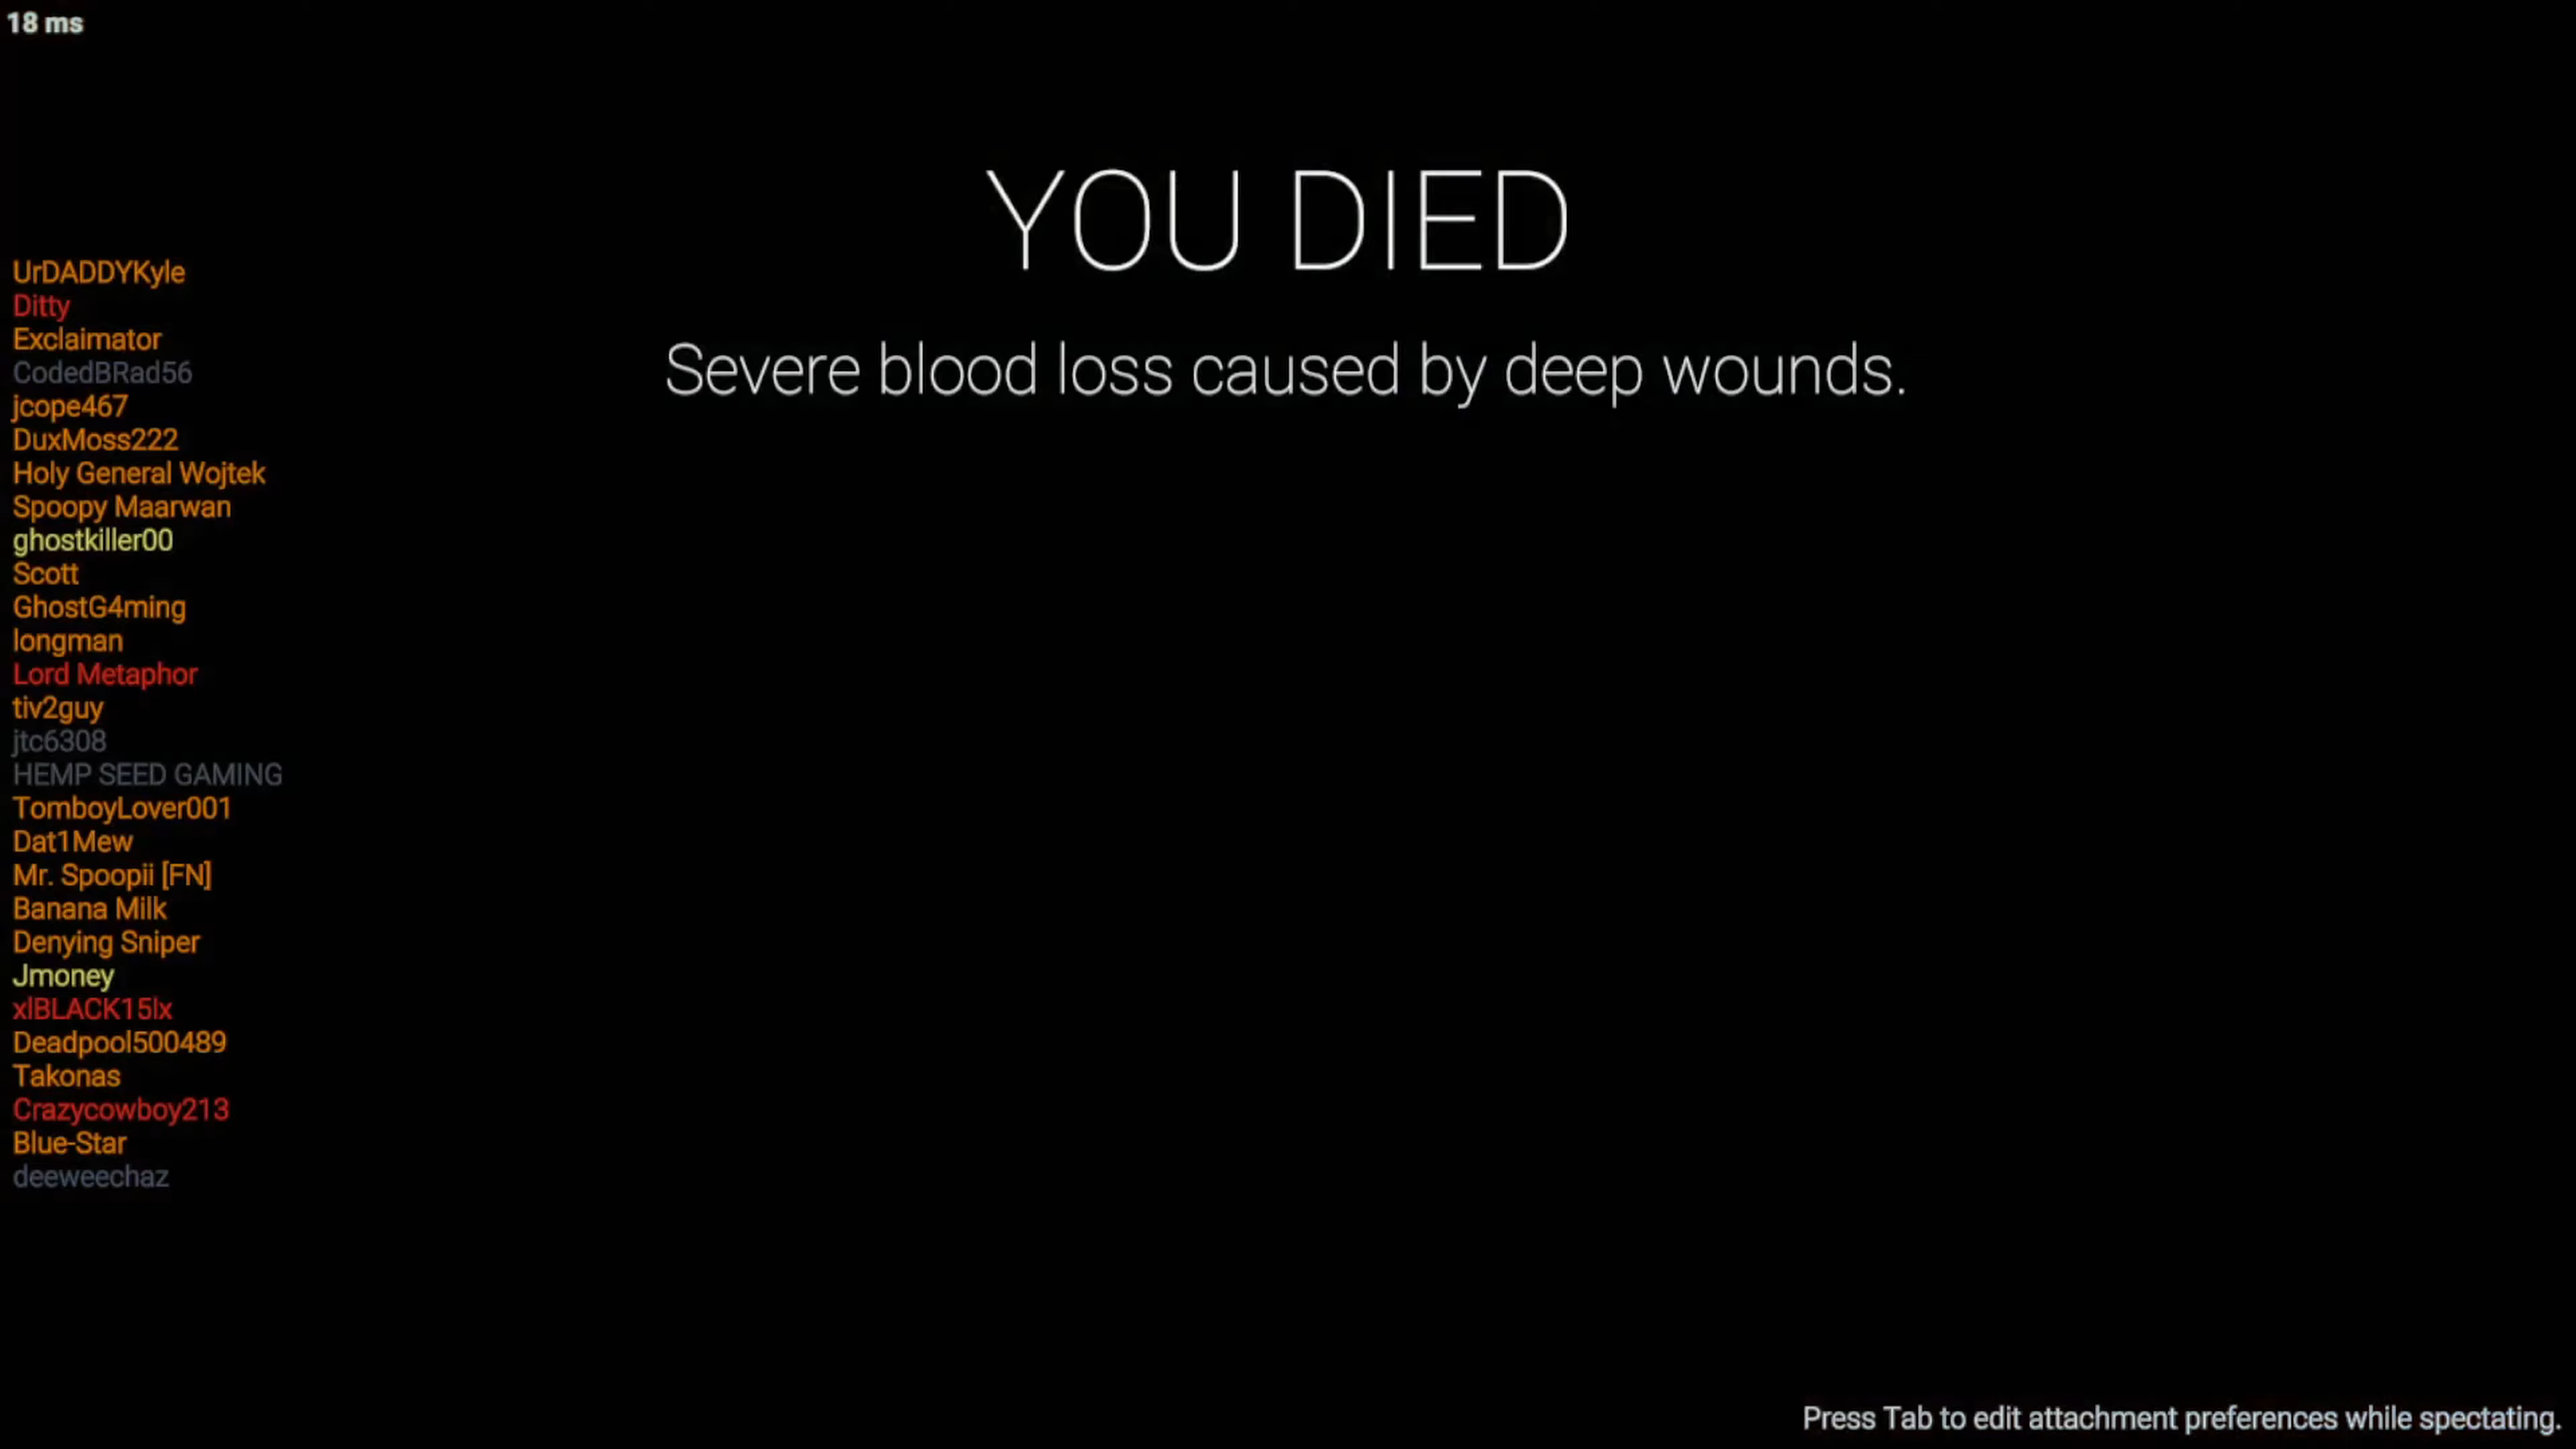 18 ms
YOU DIED
Severe blood loss caused by deep wounds.
UrDADDYKyle
Ditty
Exclaimator
CodedBRad56
jcope467
DuxMoss222
Holy General Wojtek
Spoopy Maarwan
ghostkiller00
Scott
GhostG4ming
longman
Lord Metaphor
tiv2guy
jtc6308
HEMP SEED GAMING
TomboyLover001
Dat1Mew
Mr. Spoopii [FN]
Banana Milk
Denying Sniper
Jmoney
xlBLACK15lx
Deadpool500489
Takonas
Crazycowboy213
Blue-Star
deeweechaz
Press Tab to edit attachment preferences while spectating.